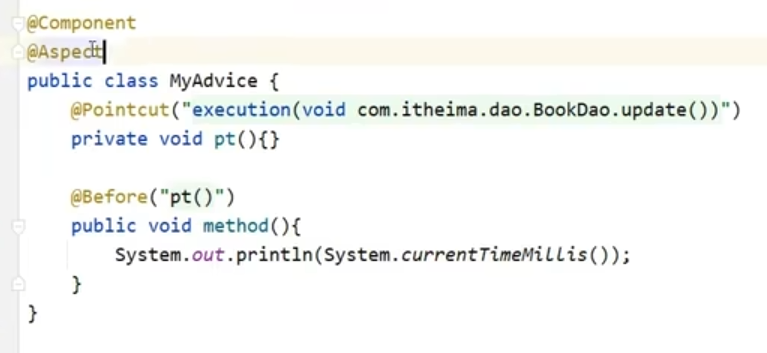 @Component
@Aspect
public class MyAdvice {
@Pointcut("execution(void com.itheima.dao.BookDao.update())")
private void pt(){}
@Before("pt()")
public void method(){
System.out.println(System.currentTimeMillis());
}
}